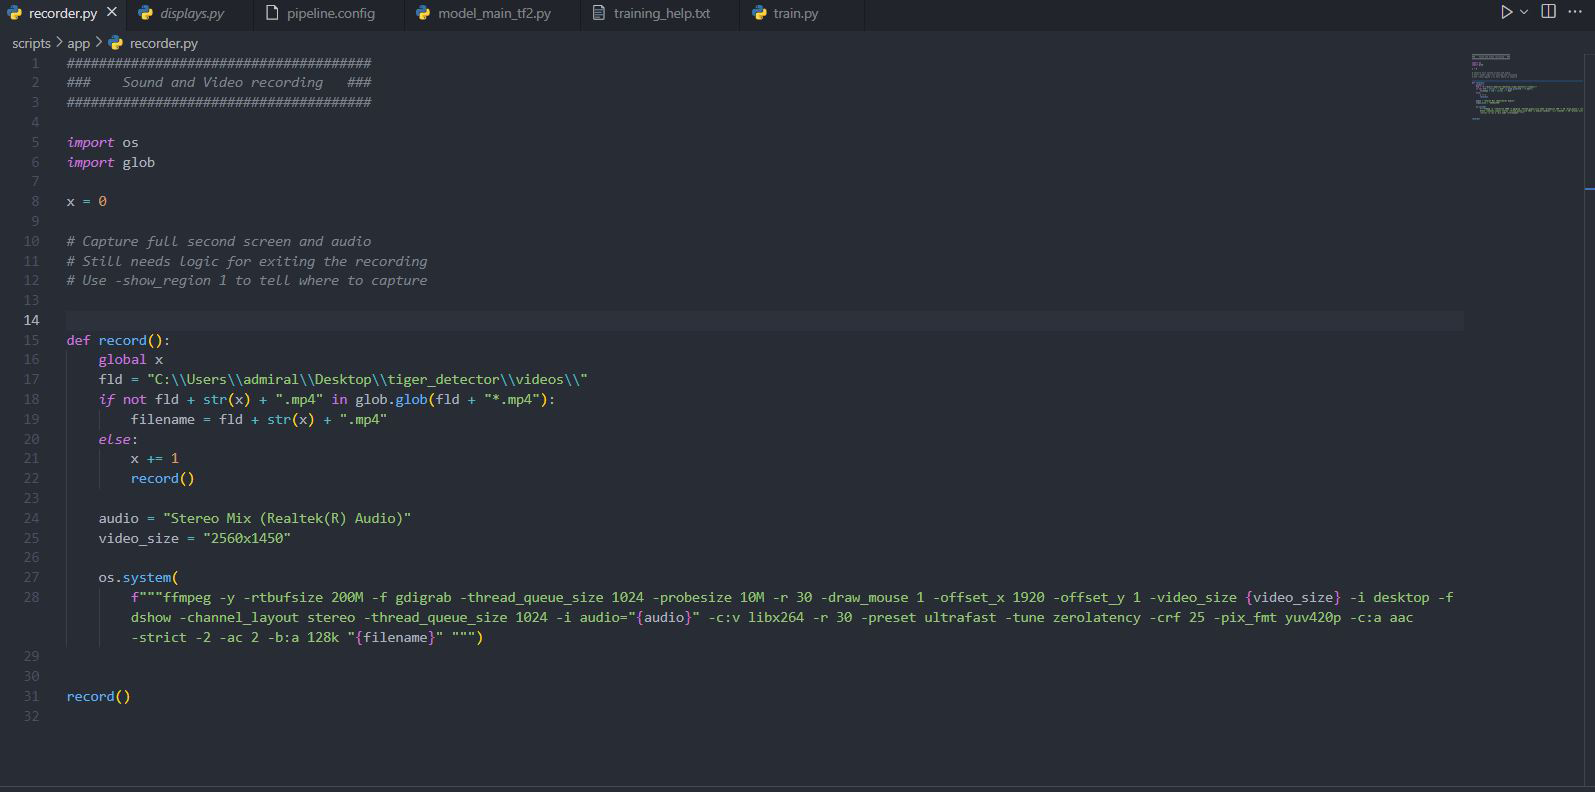 recorder.py
displays.py
pipeline.config
model_main_tf2.py
training_help.txt
train.py
scripts > app > recorder.py
1 ######################################
2 ###    Sound and Video recording   ###
3 ######################################
4
5 import os
6 import glob
7
8 x = 0
9
10 # Capture full second screen and audio
11 # Still needs logic for exiting the recording
12 # Use -show_region 1 to tell where to capture
13
14
15 def record():
16     global x
17     fld = "C:\\Users\\admiral\\Desktop\\tiger_detector\\videos\\"
18     if not fld + str(x) + ".mp4" in glob.glob(fld + "*.mp4"):
19         filename = fld + str(x) + ".mp4"
20     else:
21         x += 1
22         record()
23
24     audio = "Stereo Mix (Realtek(R) Audio)"
25     video_size = "2560x1450"
26
27     os.system(
28         f"""ffmpeg -y -rtbufsize 200M -f gdigrab -thread_queue_size 1024 -probesize 10M -r 30 -draw_mouse 1 -offset_x 1920 -offset_y 1 -video_size {video_size} -i desktop -f
dshow -channel_layout stereo -thread_queue_size 1024 -i audio="{audio}" -c:v libx264 -r 30 -preset ultrafast -tune zerolatency -crf 25 -pix_fmt yuv420p -c:a aac
-strict -2 -ac 2 -b:a 128k "{filename}" """)
29
30
31 record()
32